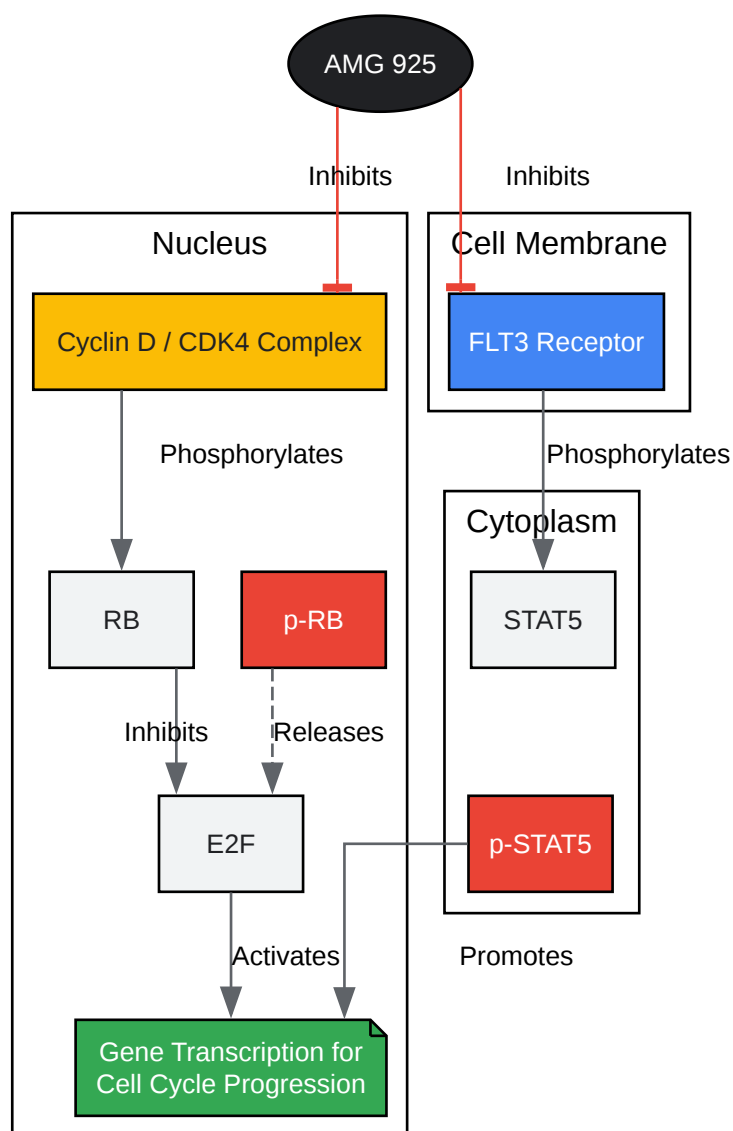 AMG 925
Inhibits
Inhibits
Nucleus
Cell Membrane
Cyclin D / CDK4 Complex
FLT3 Receptor
Phosphorylates
Phosphorylates
Cytoplasm
RB
p-RB
STAT5
Inhibits
Releases
E2F
p-STAT5
Activates
Promotes
Gene Transcription for
Cell Cycle Progression